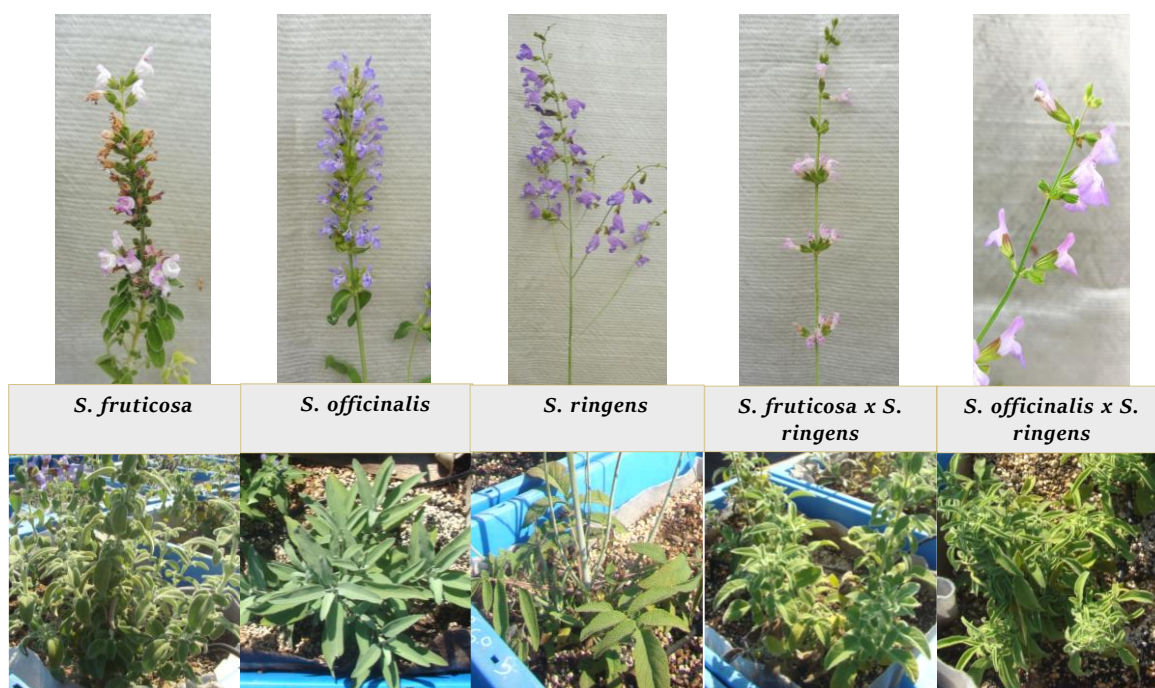 S. fruticosa
S. officinalis
S. ringens
S. fruticosa x S.
ringens
S. officinalis x S.
ringens